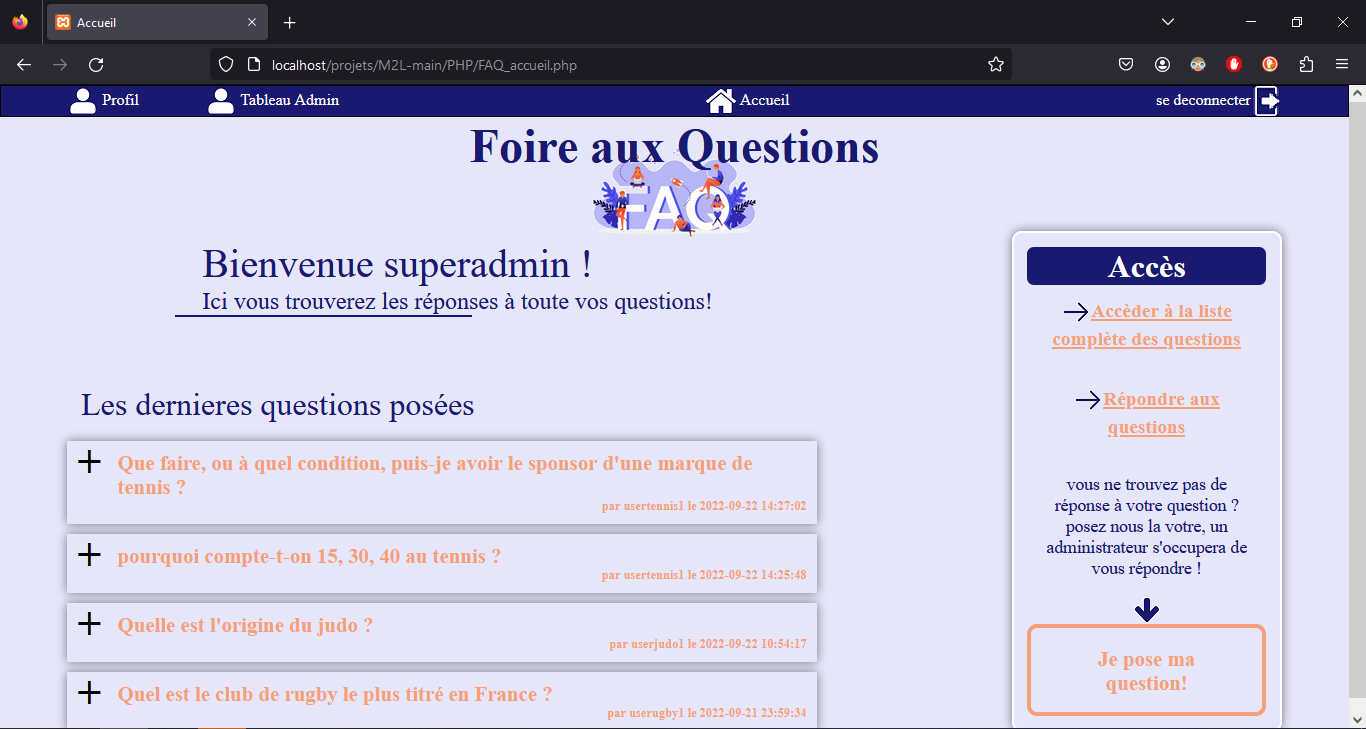 Accueil
localhost/projets/M2L-main/PHP/FAQ_accueil.php
Profil
Tableau Admin
Accueil
se deconnecter
Foire aux Questions
FAQ
Bienvenue superadmin !
Ici vous trouverez les réponses à toute vos questions!
Les dernieres questions posées
Que faire, ou à quel condition, puis-je avoir le sponsor d'une marque de
tennis ?
par usertennis1 le 2022-09-22 14:27:02
pourquoi compte-t-on 15, 30, 40 au tennis ?
par usertennis1 le 2022-09-22 14:25:48
Quelle est l'origine du judo ?
par userjudo1 le 2022-09-22 10:54:17
Quel est le club de rugby le plus titré en France ?
par userugby1 le 2022-09-21 23:59:34
Accès
Accèder à la liste
complète des questions
Répondre aux
questions
vous ne trouvez pas de
réponse à votre question ?
posez nous la votre, un
administrateur s'occupera de
vous répondre !
Je pose ma
question!